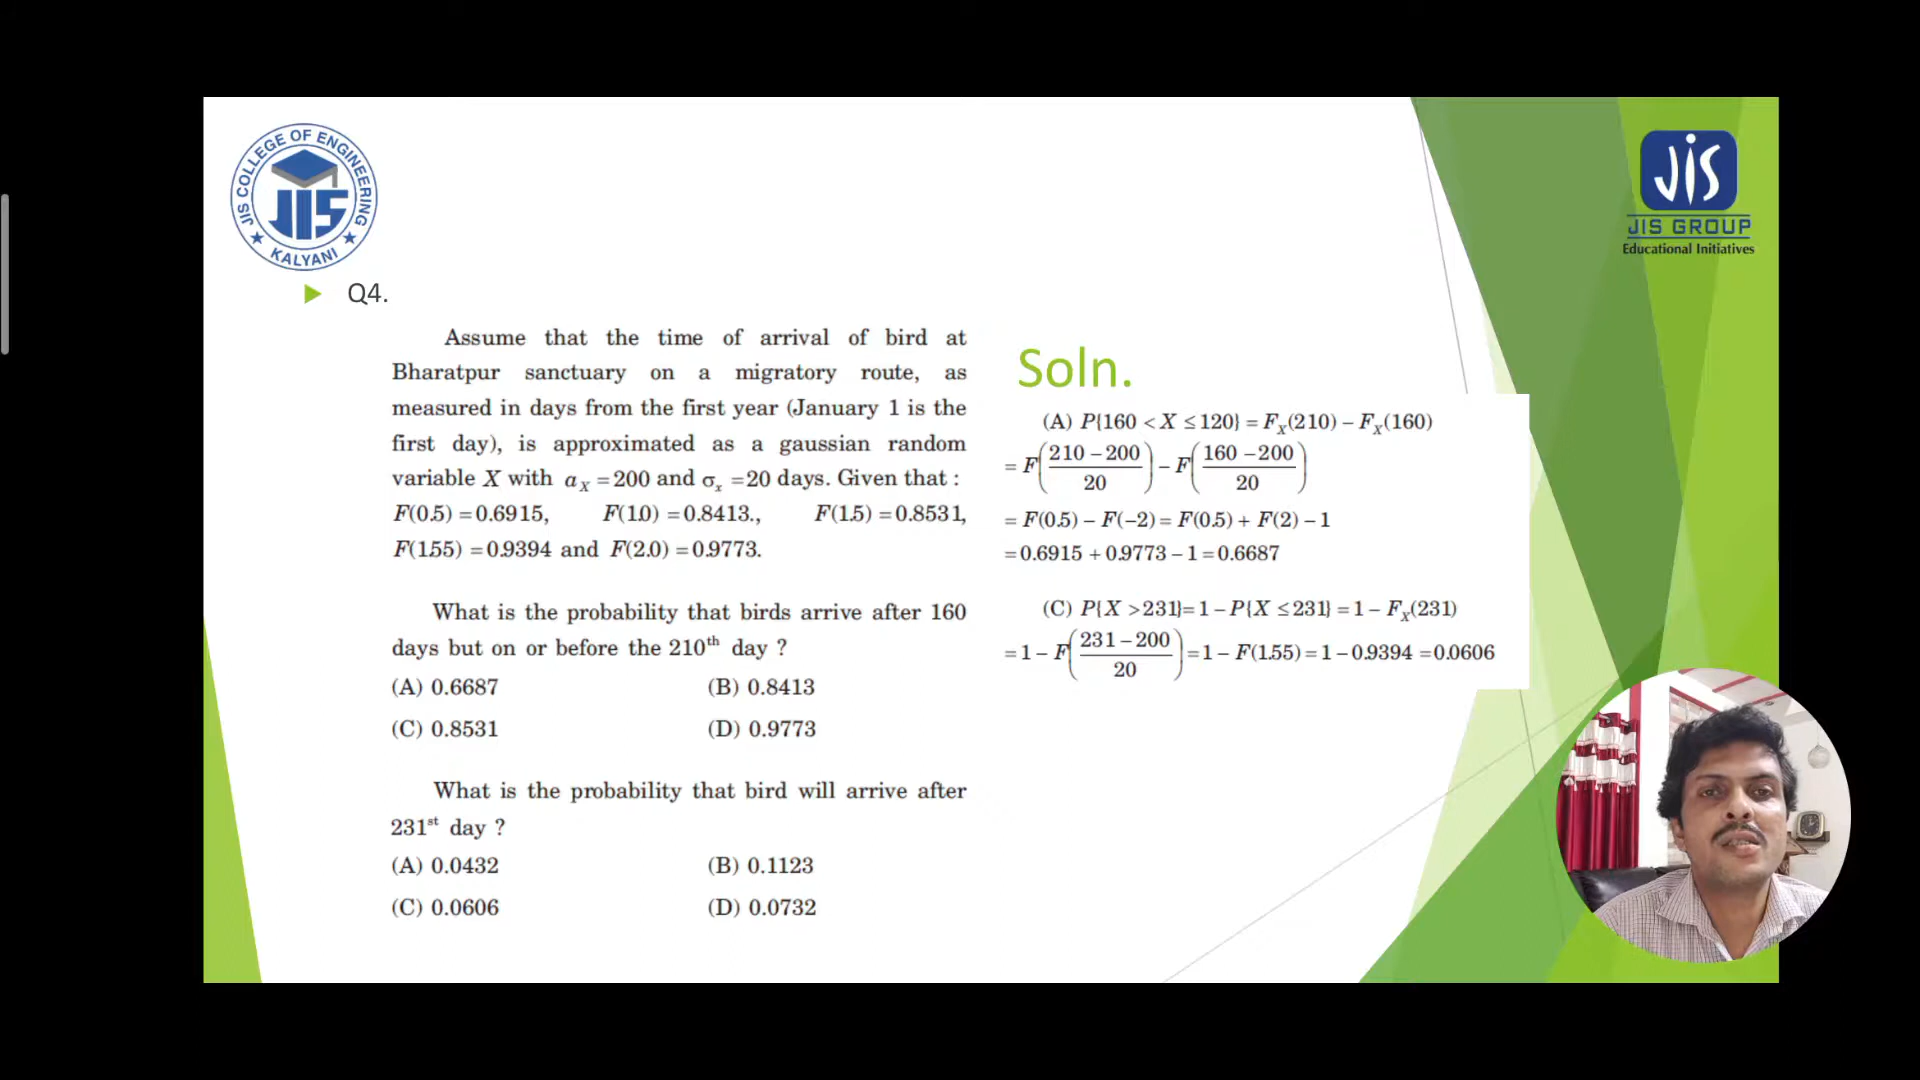 JIS COLLEGE OF ENGINEERING
JIS
★ KALYANI ★
JIS
JIS GROUP
Educational Initiatives
Q4.
Assume that the time of arrival of bird at
Bharatpur sanctuary on a migratory route, as
measured in days from the first year (January 1 is the
first day), is approximated as a gaussian random
variable X with a_X = 200 and σ_x = 20 days. Given that :
F(0.5) = 0.6915, F(1.0) = 0.8413., F(1.5) = 0.8531,
F(1.55) = 0.9394 and F(2.0) = 0.9773.
What is the probability that birds arrive after 160
days but on or before the 210th day ?
(A) 0.6687 (B) 0.8413
(C) 0.8531 (D) 0.9773
What is the probability that bird will arrive after
231st day ?
(A) 0.0432 (B) 0.1123
(C) 0.0606 (D) 0.0732
Soln.
(A) P{160 < X ≤ 120} = F_X(210) − F_X(160)
= F((210 − 200)/20) − F((160 − 200)/20)
= F(0.5) − F(−2) = F(0.5) + F(2) − 1
= 0.6915 + 0.9773 − 1 = 0.6687
(C) P{X > 231} = 1 − P{X ≤ 231} = 1 − F_X(231)
= 1 − F((231 − 200)/20) = 1 − F(1.55) = 1 − 0.9394 = 0.0606